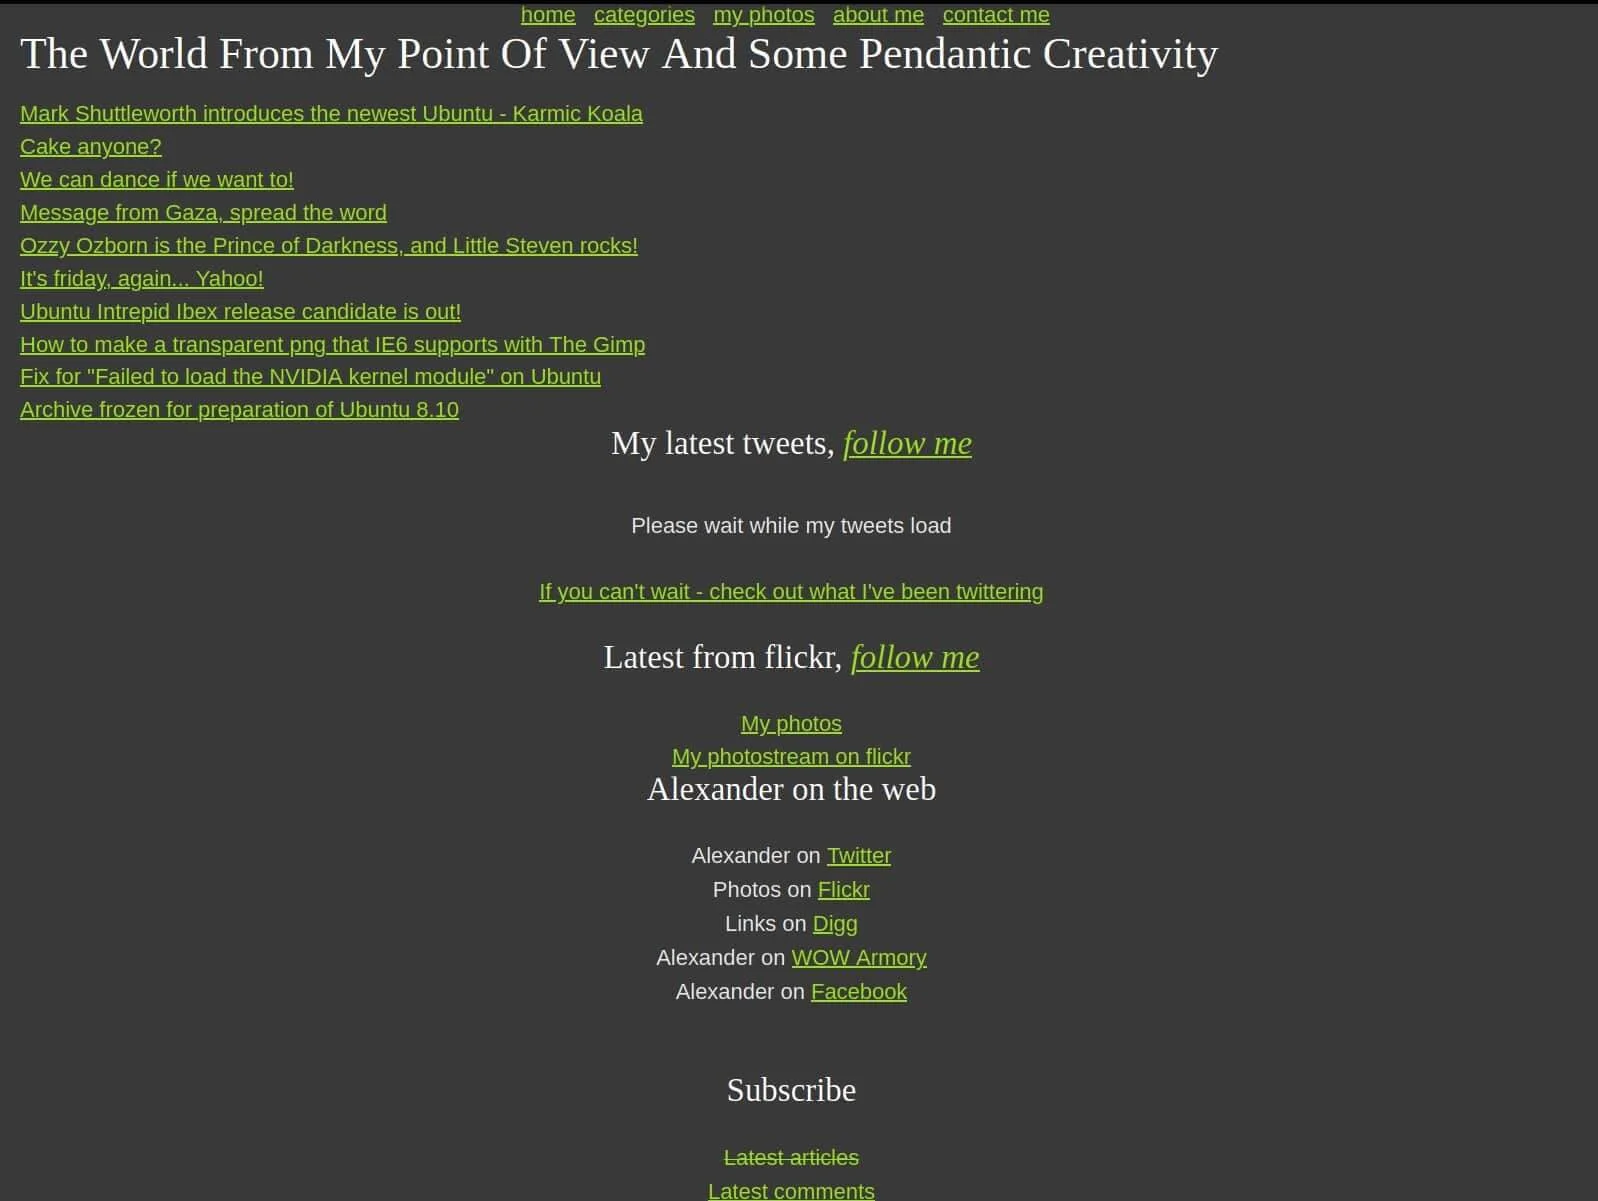 home categories my photos about me contact me
The World From My Point Of View And Some Pendantic Creativity
Mark Shuttleworth introduces the newest Ubuntu - Karmic Koala
Cake anyone?
We can dance if we want to!
Message from Gaza, spread the word
Ozzy Ozborn is the Prince of Darkness, and Little Steven rocks!
It's friday, again... Yahoo!
Ubuntu Intrepid Ibex release candidate is out!
How to make a transparent png that IE6 supports with The Gimp
Fix for "Failed to load the NVIDIA kernel module" on Ubuntu
Archive frozen for preparation of Ubuntu 8.10
My latest tweets, follow me
Please wait while my tweets load
If you can't wait - check out what I've been twittering
Latest from flickr, follow me
My photos
My photostream on flickr
Alexander on the web
Alexander on Twitter
Photos on Flickr
Links on Digg
Alexander on WOW Armory
Alexander on Facebook
Subscribe
Latest articles
Latest comments